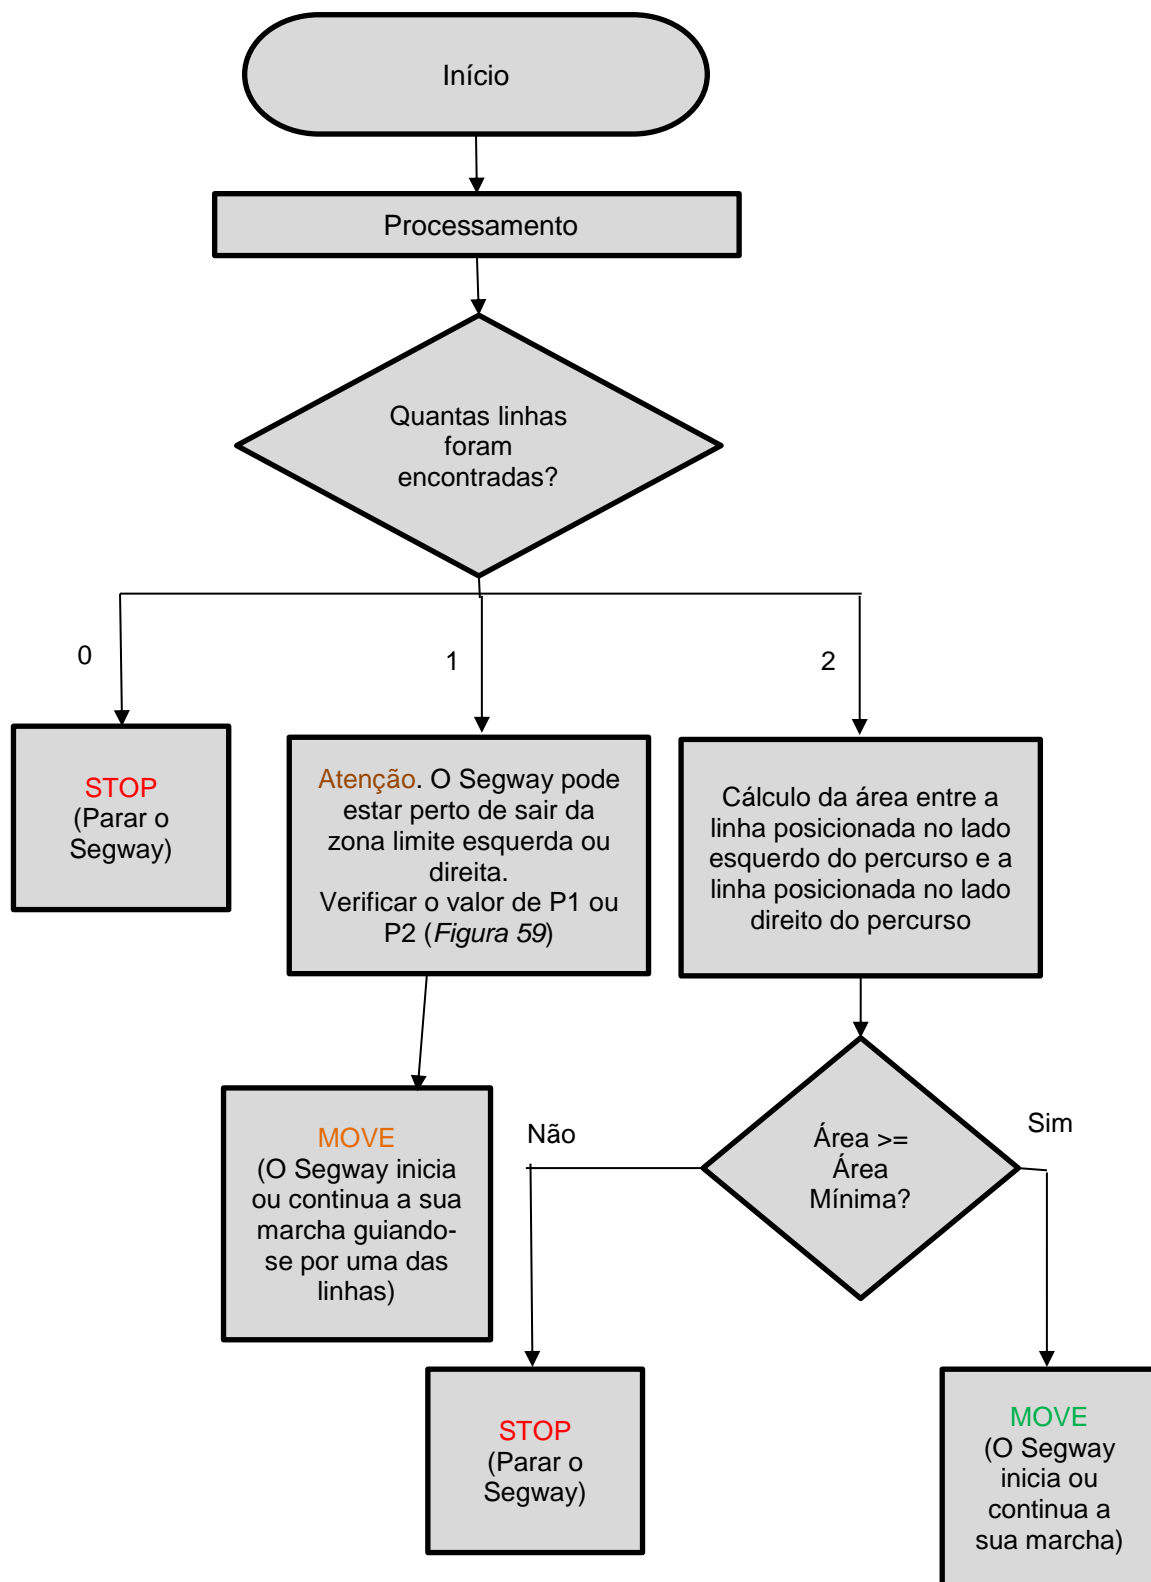 Início
Processamento
Quantas linhas
foram
encontradas?
0
1
2
STOP
(Parar o
Segway)
Atenção. O Segway pode
estar perto de sair da
zona limite esquerda ou
direita.
Verificar o valor de P1 ou
P2 (Figura 59)
Cálculo da área entre a
linha posicionada no lado
esquerdo do percurso e a
linha posicionada no lado
direito do percurso
MOVE
(O Segway inicia
ou continua a sua
marcha guiando-
se por uma das
linhas)
Não
Área >=
Área
Mínima?
Sim
STOP
(Parar o
Segway)
MOVE
(O Segway
inicia ou
continua a
sua marcha)